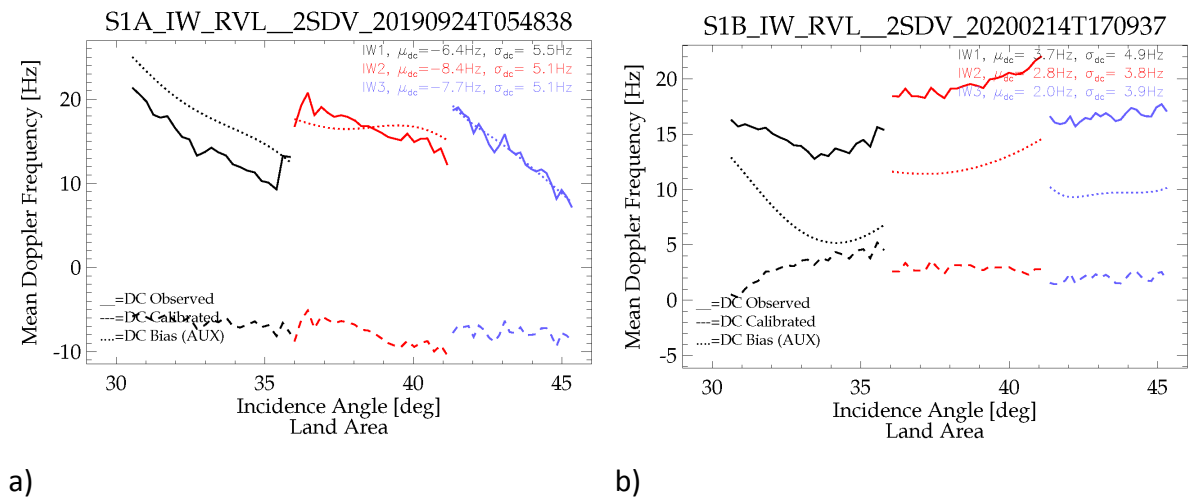 S1A_IW_RVL__2SDV_20190924T054838
IW1, μdc=−6.4Hz, σdc= 5.5Hz
IW2, μdc=−8.4Hz, σdc= 5.1Hz
IW3, μdc=−7.7Hz, σdc= 5.1Hz
Mean Doppler Frequency [Hz]
20
10
0
-10
__=DC Observed
---=DC Calibrated
....=DC Bias (AUX)
30 35 40 45
Incidence Angle [deg]
Land Area
a)
S1B_IW_RVL__2SDV_20200214T170937
IW1, μdc= 3.7Hz, σdc= 4.9Hz
IW2, μdc= 2.8Hz, σdc= 3.8Hz
IW3, μdc= 2.0Hz, σdc= 3.9Hz
Mean Doppler Frequency [Hz]
20
15
10
5
0
-5
__=DC Observed
---=DC Calibrated
....=DC Bias (AUX)
30 35 40 45
Incidence Angle [deg]
Land Area
b)